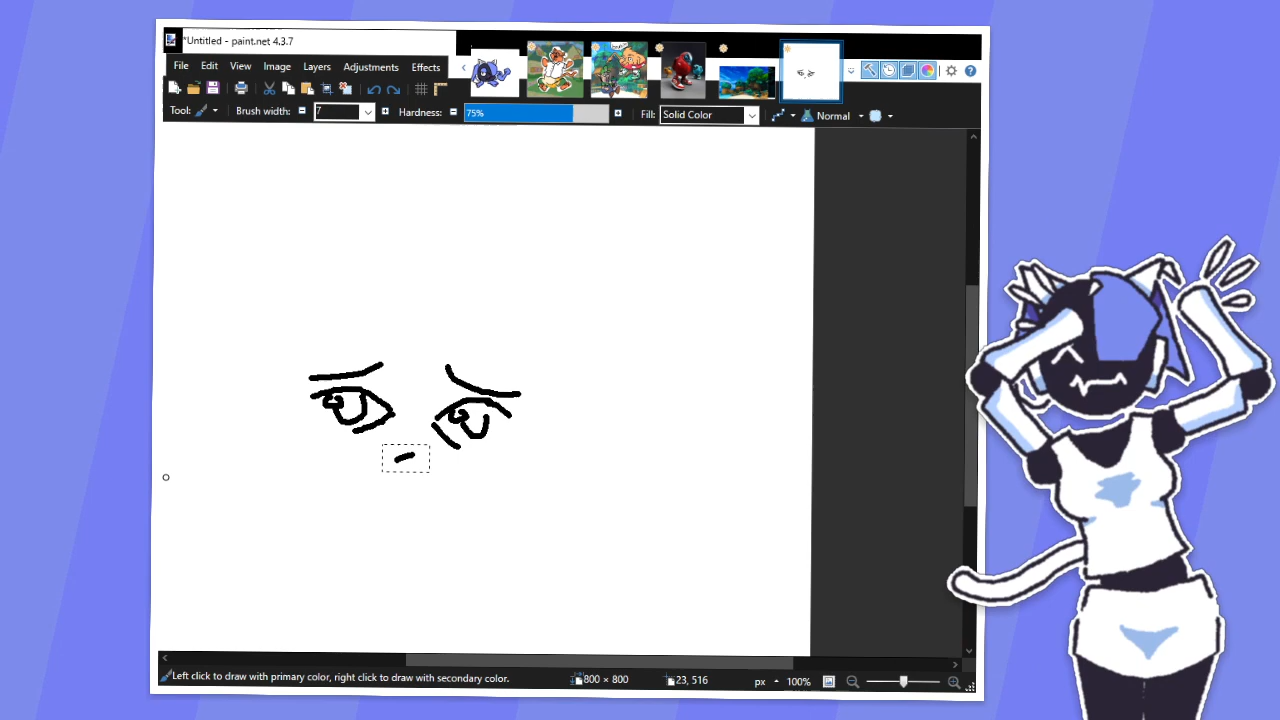 *Untitled - paint.net 4.3.7
File Edit View Image Layers Adjustments Effects
Tool: Brush width: 7 Hardness: 75% Fill: Solid Color Normal
Left click to draw with primary color, right click to draw with secondary color. 800 × 800 23, 516 px 100%